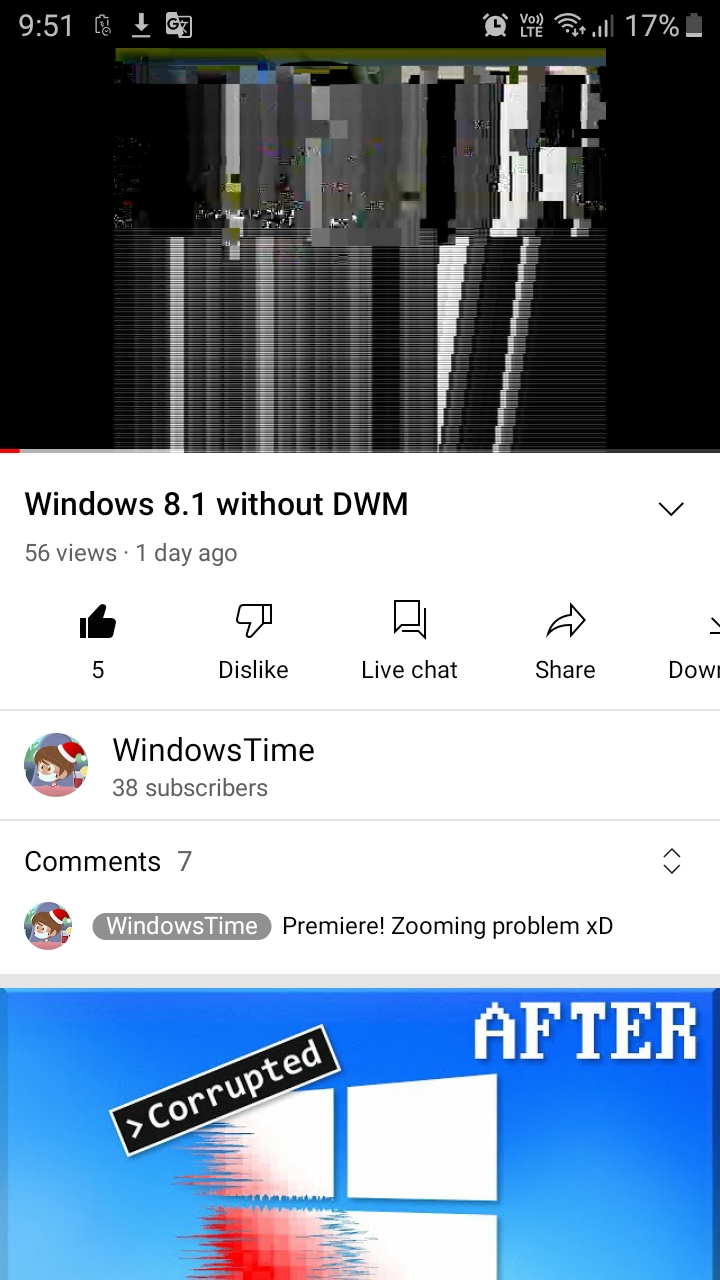 9:51
Vo))
LTE
17%
Windows 8.1 without DWM
56 views · 1 day ago
5
Dislike
Live chat
Share
Down
WindowsTime
38 subscribers
Comments 7
WindowsTime Premiere! Zooming problem xD
AFTER
>Corrupted